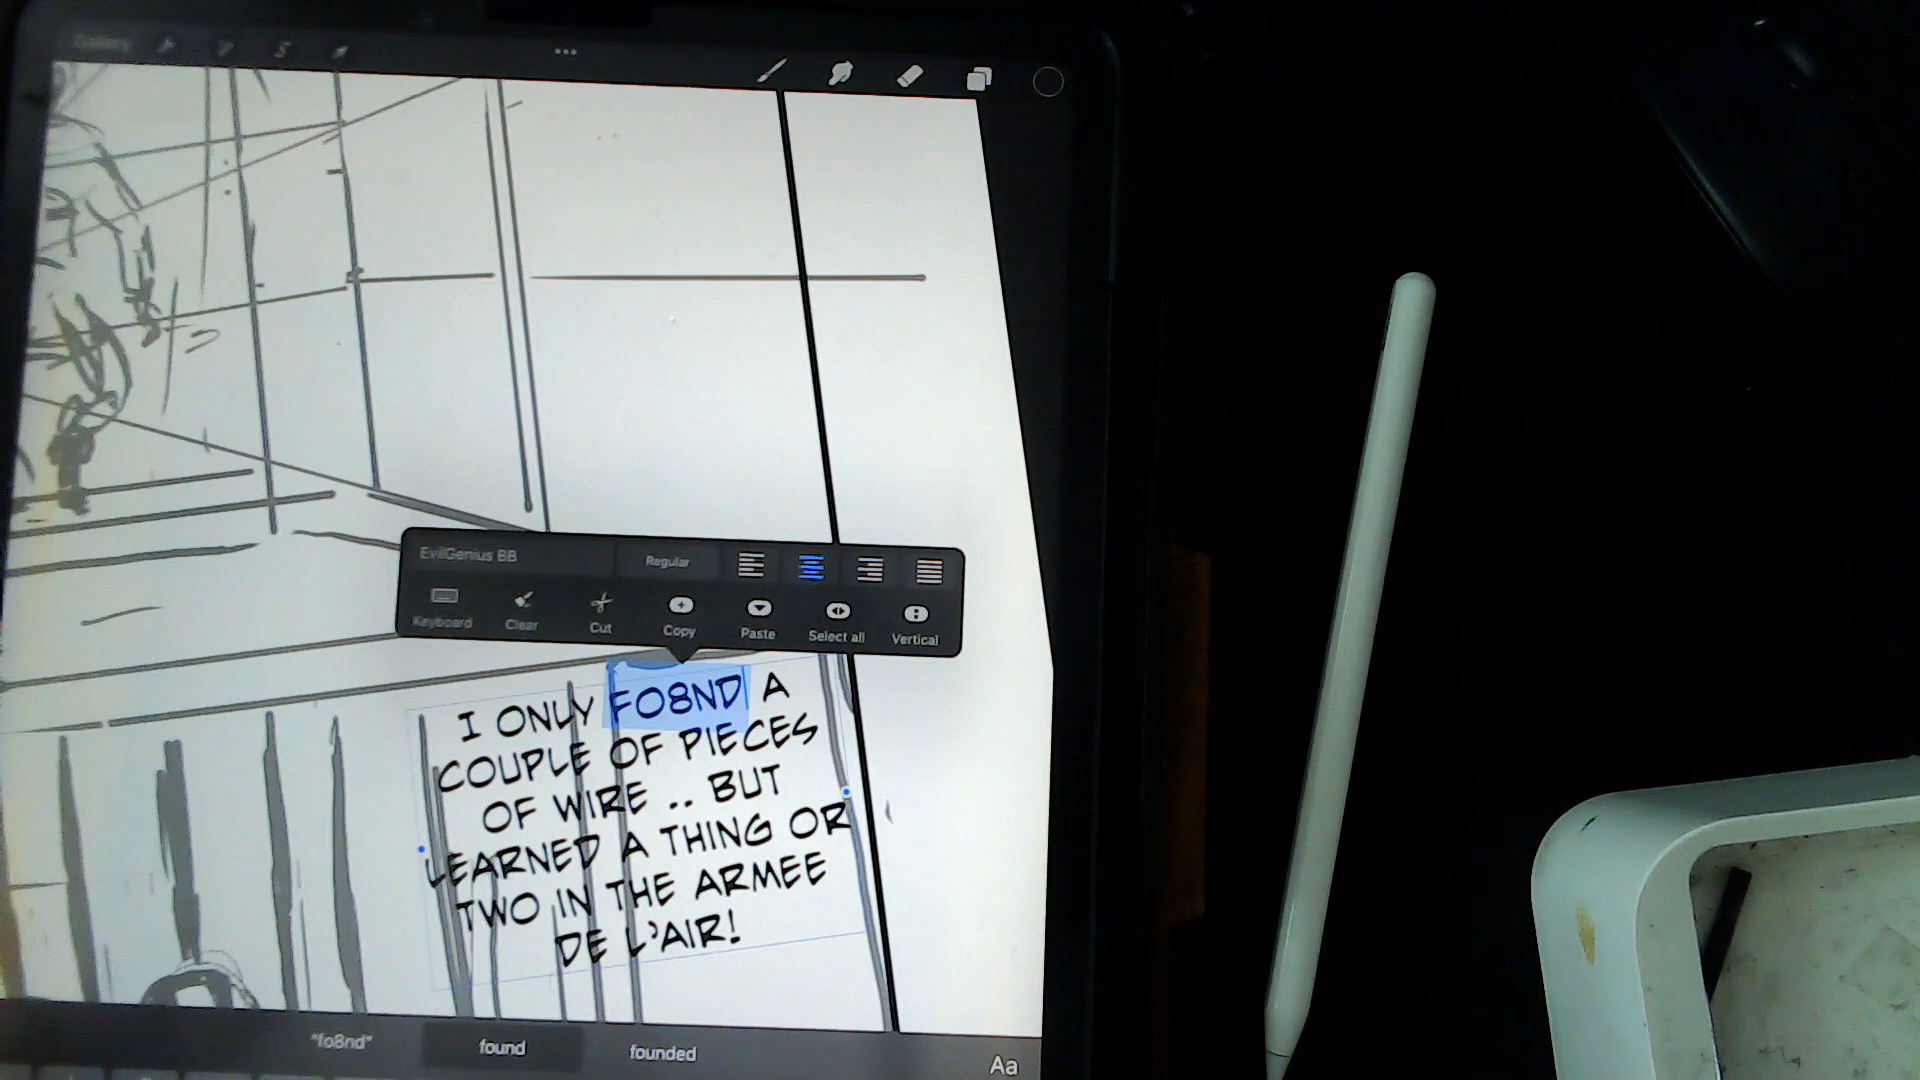 Gallery
EvilGenius BB Regular
Keyboard Clear Cut Copy Paste Select all Vertical
I ONLY FO8ND A
COUPLE OF PIECES
OF WIRE .. BUT
LEARNED A THING OR
TWO IN THE ARMEE
DE L'AIR!
"fo8nd" found founded Aa